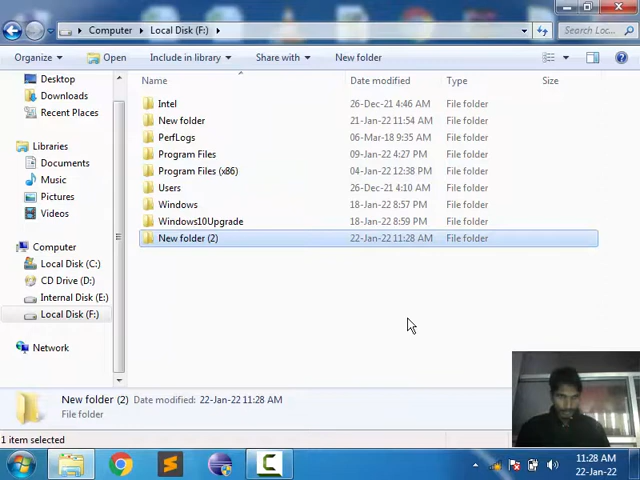 Computer Local Disk (F:) Search Loc...
Organize Open Include in library Share with New folder
Name Date modified Type Size
Desktop
Downloads
Recent Places
Libraries
Documents
Music
Pictures
Videos
Computer
Local Disk (C:)
CD Drive (D:)
Internal Disk (E:)
Local Disk (F:)
Network
Intel 26-Dec-21 4:46 AM File folder
New folder 21-Jan-22 11:54 AM File folder
PerfLogs 06-Mar-18 9:35 AM File folder
Program Files 09-Jan-22 4:27 PM File folder
Program Files (x86) 04-Jan-22 12:38 PM File folder
Users 26-Dec-21 4:10 AM File folder
Windows 18-Jan-22 8:57 PM File folder
Windows10Upgrade 18-Jan-22 8:59 PM File folder
New folder (2) 22-Jan-22 11:28 AM File folder
New folder (2) Date modified: 22-Jan-22 11:28 AM
File folder
1 item selected
11:28 AM
22-Jan-22